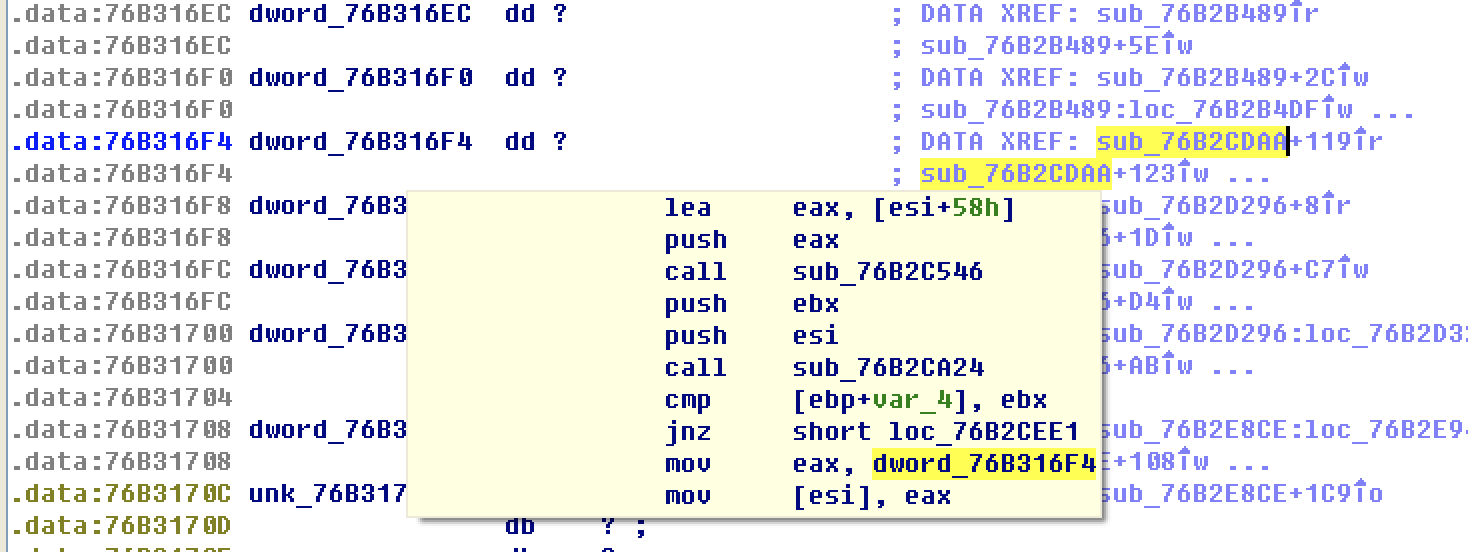 .data:76B316EC dword_76B316EC dd ? ; DATA XREF: sub_76B2B489↑r
.data:76B316EC ; sub_76B2B489+5E↑w
.data:76B316F0 dword_76B316F0 dd ? ; DATA XREF: sub_76B2B489+2C↑w
.data:76B316F0 ; sub_76B2B489:loc_76B2B4DF↑w ...
.data:76B316F4 dword_76B316F4 dd ? ; DATA XREF: sub_76B2CDAA+119↑r
.data:76B316F4 ; sub_76B2CDAA+123↑w ...
.data:76B316F8 dword_76B3 lea eax, [esi+58h] sub_76B2D296+8↑r
.data:76B316F8 push eax 6+1D↑w ...
.data:76B316FC dword_76B3 call sub_76B2C546 sub_76B2D296+C7↑w
.data:76B316FC push ebx 6+D4↑w ...
.data:76B31700 dword_76B3 push esi sub_76B2D296:loc_76B2D3
.data:76B31700 call sub_76B2CA24 6+AB↑w ...
.data:76B31704 cmp [ebp+var_4], ebx
.data:76B31708 dword_76B3 jnz short loc_76B2CEE1 sub_76B2E8CE:loc_76B2E9
.data:76B31708 mov eax, dword_76B316F4 E+108↑w ...
.data:76B3170C unk_76B317 mov [esi], eax sub_76B2E8CE+1C9↑o
.data:76B3170D db ? ;